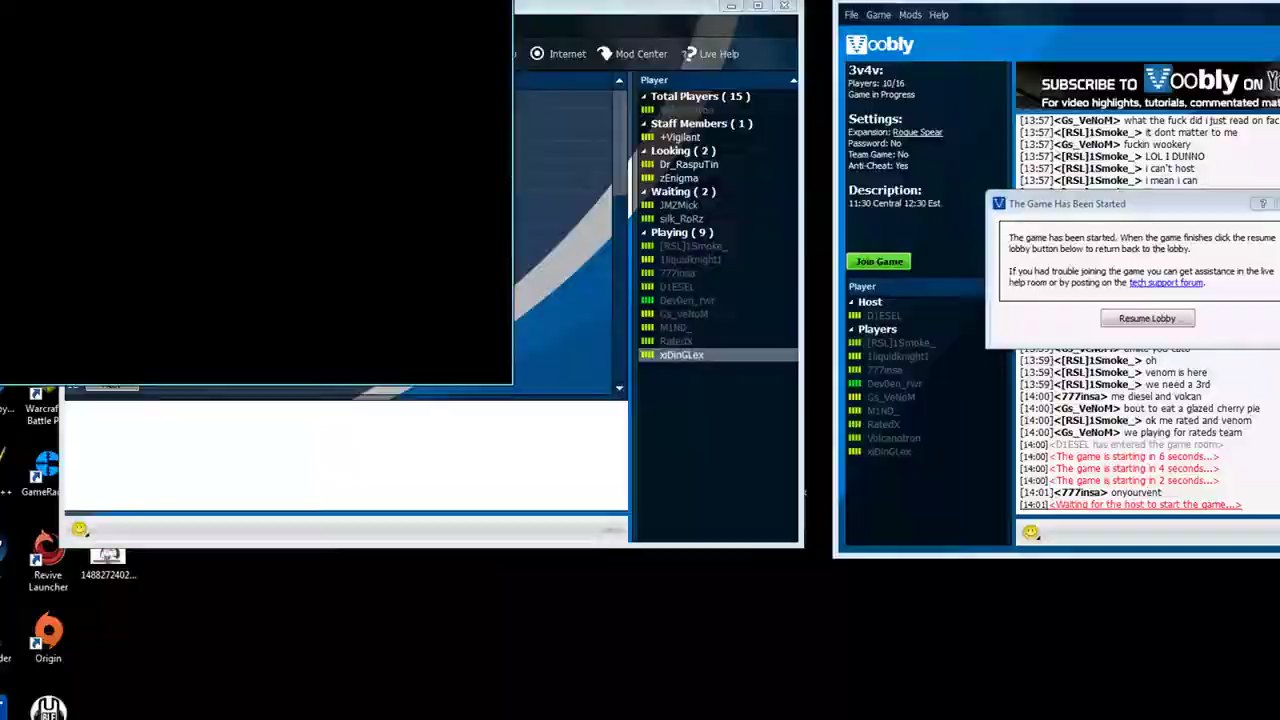 Internet
Mod Center
Live Help
Player
Total Players ( 15 )
Staff Members ( 1 )
+Vigilant
Looking ( 2 )
Dr_RaspuTin
zEnigma
Waiting ( 2 )
JMZMick
silk_RoRz
Playing ( 9 )
[RSL]1Smoke_
1liquidknight1
777insa
D1ESEL
DevGen_rwr
Gs_VeNoM
M1ND_
RatedX
xiDinGLex
Warcraf
Battle P
GameRa
Revive
Launcher
1488272402...
Origin
File Game Mods Help
Voobly
3v4v:
Players: 10/16
Game in Progress
Settings:
Expansion: Rogue Spear
Password: No
Team Game: No
Anti-Cheat: Yes
Description:
11:30 Central 12:30 Est.
Join Game
Player
Host
D1ESEL
Players
[RSL]1Smoke_
1liquidknight1
777insa
DevGen_rwr
Gs_VeNoM
M1ND_
RatedX
Volcanotron
xiDinGLex
SUBSCRIBE TO Voobly ON
For video highlights, tutorials, commentated mat
[13:57]<Gs_VeNoM> what the fuck did i just read on fac
[13:57]<[RSL]1Smoke_> it dont matter to me
[13:57]<Gs_VeNoM> fuckin wookery
[13:57]<[RSL]1Smoke_> LOL I DUNNO
[13:57]<[RSL]1Smoke_> i can't host
[13:57]<[RSL]1Smoke_> i mean i can
The Game Has Been Started
The game has been started. When the game finishes click the resume
lobby button below to return back to the lobby.
If you had trouble joining the game you can get assistance in the live
help room or by posting on the tech support forum.
Resume Lobby
[13:59]<[RSL]1Smoke_> oh
[13:59]<[RSL]1Smoke_> venom is here
[13:59]<[RSL]1Smoke_> we need a 3rd
[14:00]<777insa> me diesel and volcan
[14:00]<Gs_VeNoM> bout to eat a glazed cherry pie
[14:00]<[RSL]1Smoke_> ok me rated and venom
[14:00]<Gs_VeNoM> we playing for rateds team
[14:00]<D1ESEL has entered the game room>
[14:00]<The game is starting in 6 seconds...>
[14:00]<The game is starting in 4 seconds...>
[14:00]<The game is starting in 2 seconds...>
[14:01]<777insa> onyourvent
[14:01]<Waiting for the host to start the game...>